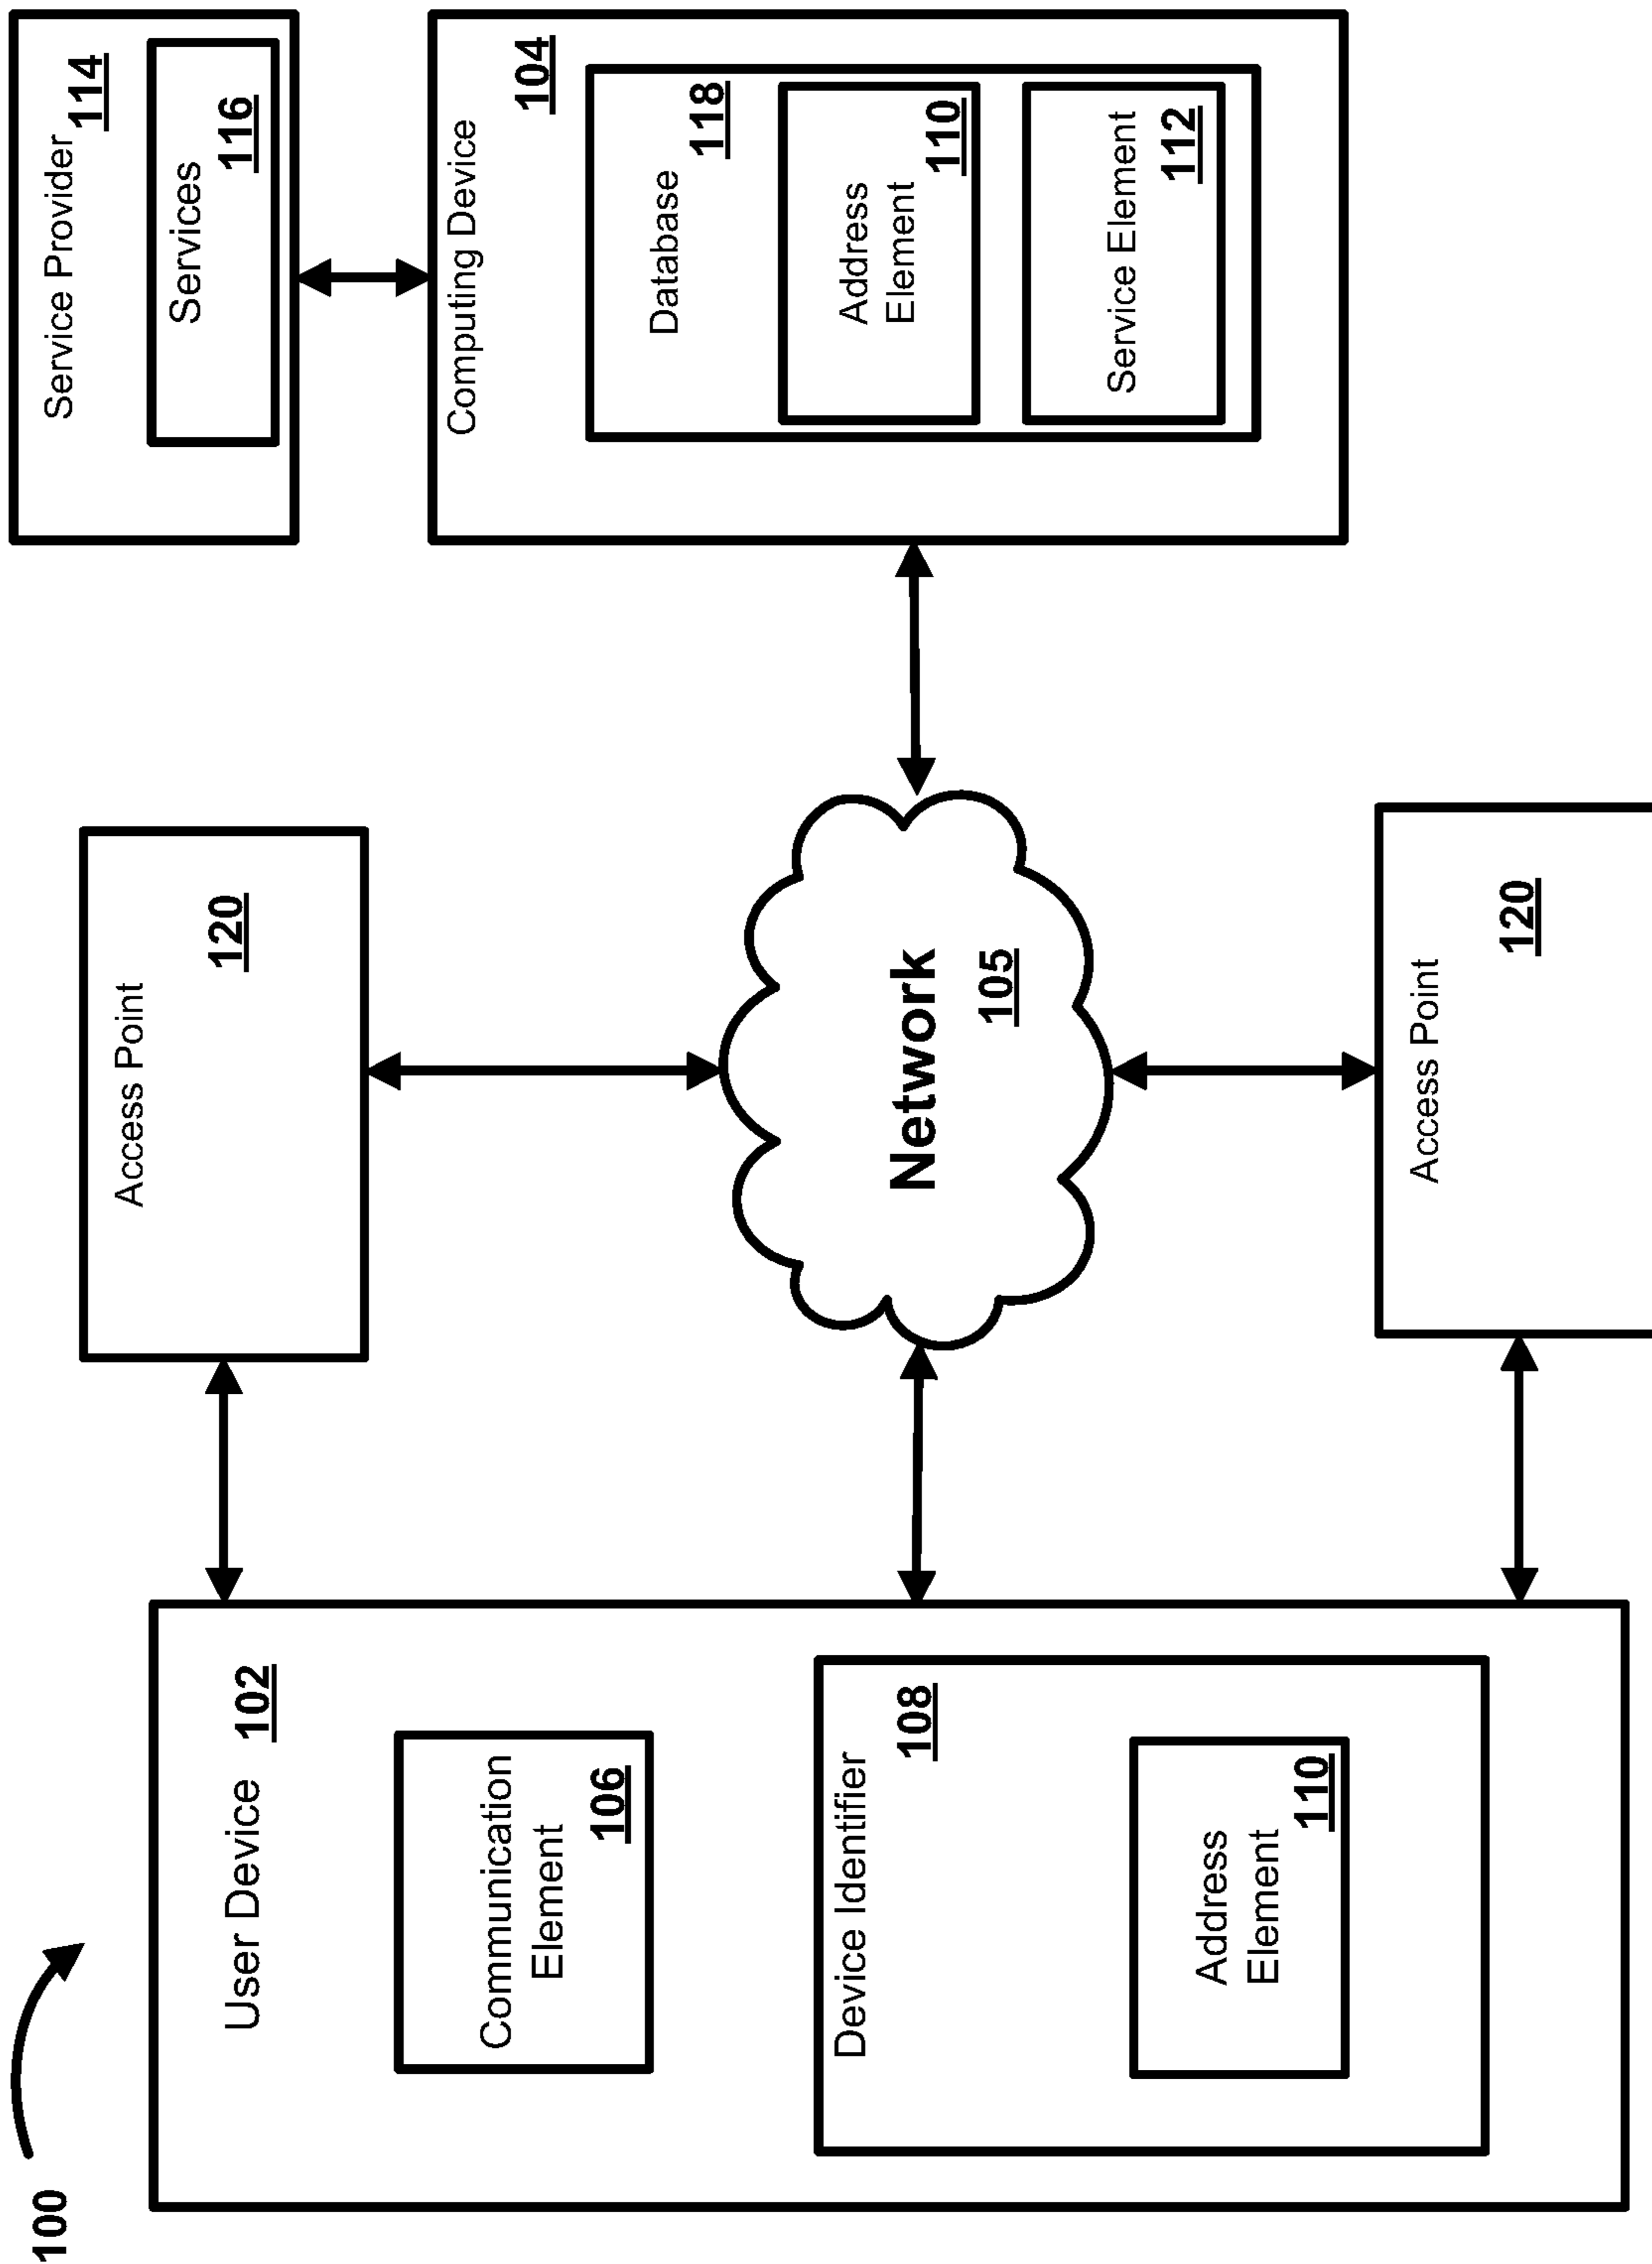 100
User Device 102
Communication
Element
106
Device Identifier
108
Address
Element
110
Access Point
120
Network
105
Access Point
120
Service Provider
114
Services
116
Computing Device
104
Database
118
Address
Element
110
Service Element
112